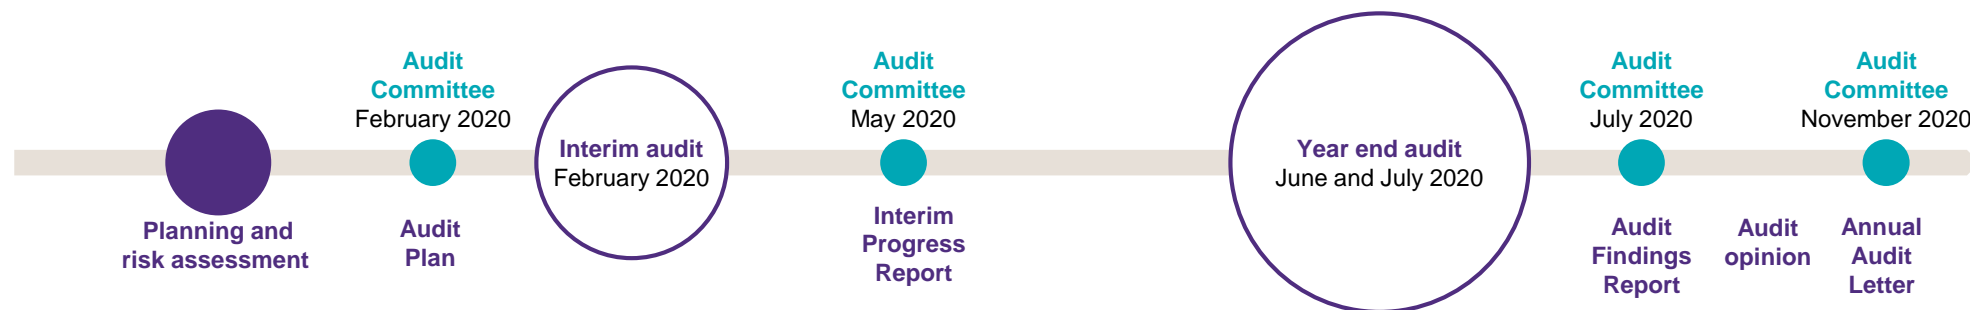 Planning and
risk assessment
Audit
Committee
February 2020
Audit
Plan
Interim audit
February 2020
Audit
Committee
May 2020
Interim
Progress
Report
Year end audit
June and July 2020
Audit
Committee
July 2020
Audit
Findings
Report
Audit
opinion
Audit
Committee
November 2020
Annual
Audit
Letter